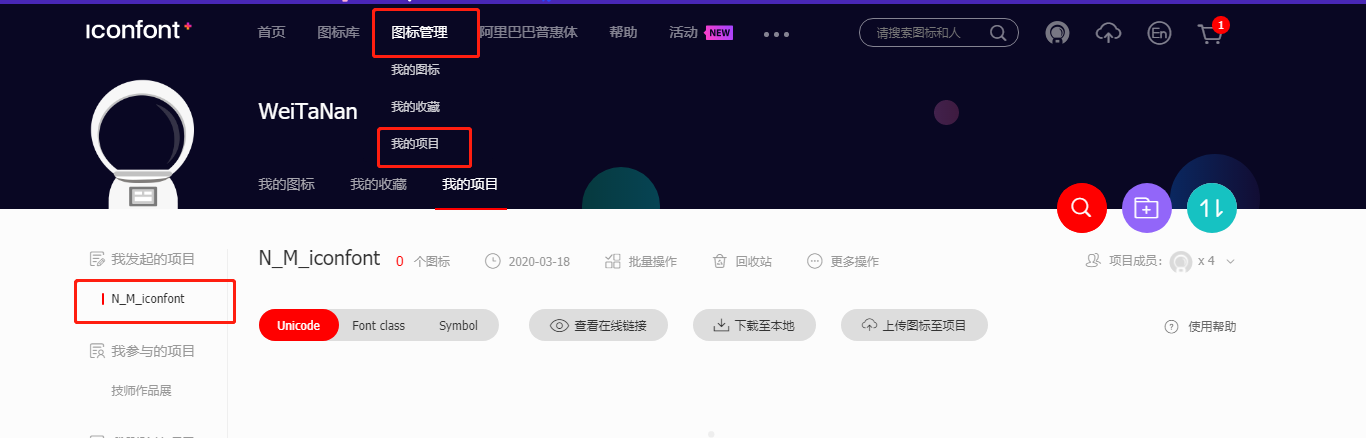 iconfont+ 首页 图标库 图标管理 阿里巴巴普惠体 帮助 活动 NEW 请搜索图标和人 En 1
我的图标
我的收藏
WeiTaNan
我的项目
我的图标 我的收藏 我的项目
我发起的项目
N_M_iconfont 0 个图标 2020-03-18 批量操作 回收站 更多操作 项目成员: x 4
N_M_iconfont
Unicode Font class Symbol 查看在线链接 下载至本地 上传图标至项目 使用帮助
我参与的项目
技师作品展